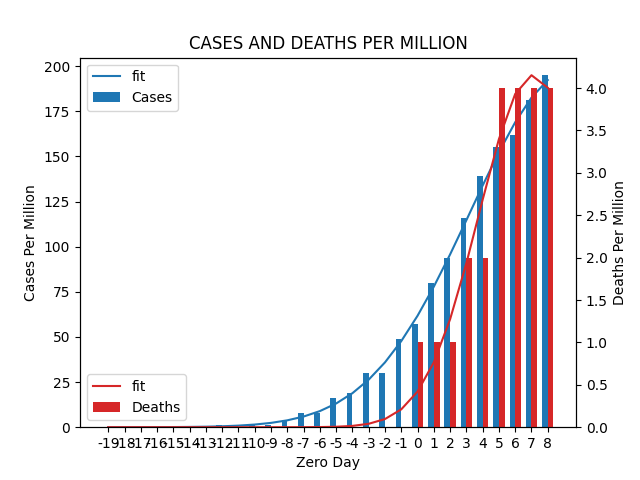 CASES AND DEATHS PER MILLION
fit
Cases
fit
Deaths
Cases Per Million
200
175
150
125
100
75
50
25
0
Deaths Per Million
4.0
3.5
3.0
2.5
2.0
1.5
1.0
0.5
0.0
-19 -18 -17 -16 -15 -14 -13 -12 -11 -10 -9 -8 -7 -6 -5 -4 -3 -2 -1 0 1 2 3 4 5 6 7 8
Zero Day